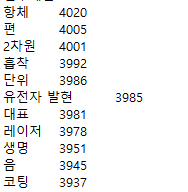 항체 4020
편 4005
2차원 4001
흡착 3992
단위 3986
유전자 발현 3985
대표 3981
레이저 3978
생명 3951
음 3945
코팅 3937